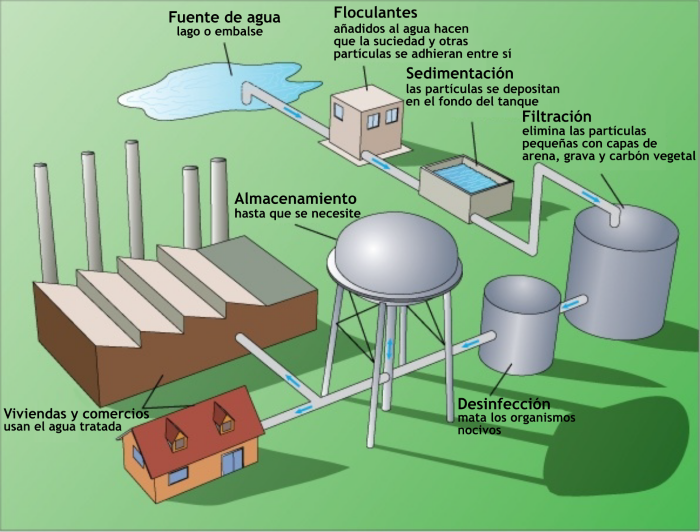 Fuente de agua
lago o embalse
Floculantes
añadidos al agua hacen
que la suciedad y otras
partículas se adhieran entre sí
Sedimentación
las partículas se depositan
en el fondo del tanque
Filtración
elimina las partículas
pequeñas con capas de
arena, grava y carbón vegetal
Almacenamiento
hasta que se necesite
Desinfección
mata los organismos
nocivos
Viviendas y comercios
usan el agua tratada